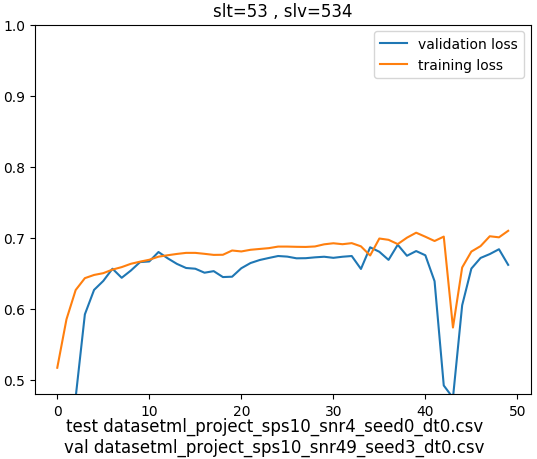 slt=53 , slv=534
validation loss
training loss
1.0
0.9
0.8
0.7
0.6
0.5
0 10 20 30 40 50
test datasetml_project_sps10_snr4_seed0_dt0.csv
val datasetml_project_sps10_snr49_seed3_dt0.csv